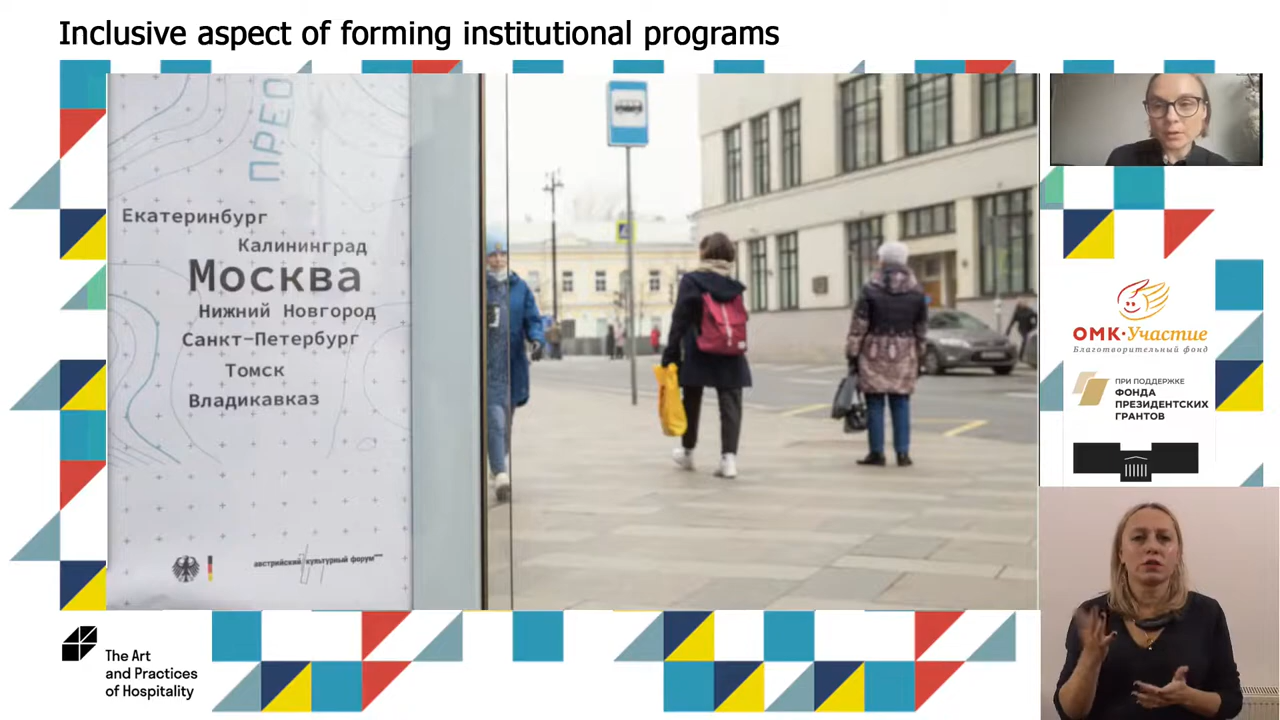 Inclusive aspect of forming institutional programs
ПРЕО
Екатеринбург
Калининград
Москва
Нижний Новгород
Санкт-Петербург
Томск
Владикавказ
австрийский культурный форум
ОМК·Участие
Благотворительный фонд
ПРИ ПОДДЕРЖКЕ
ФОНДА
ПРЕЗИДЕНТСКИХ
ГРАНТОВ
The Art
and Practices
of Hospitality